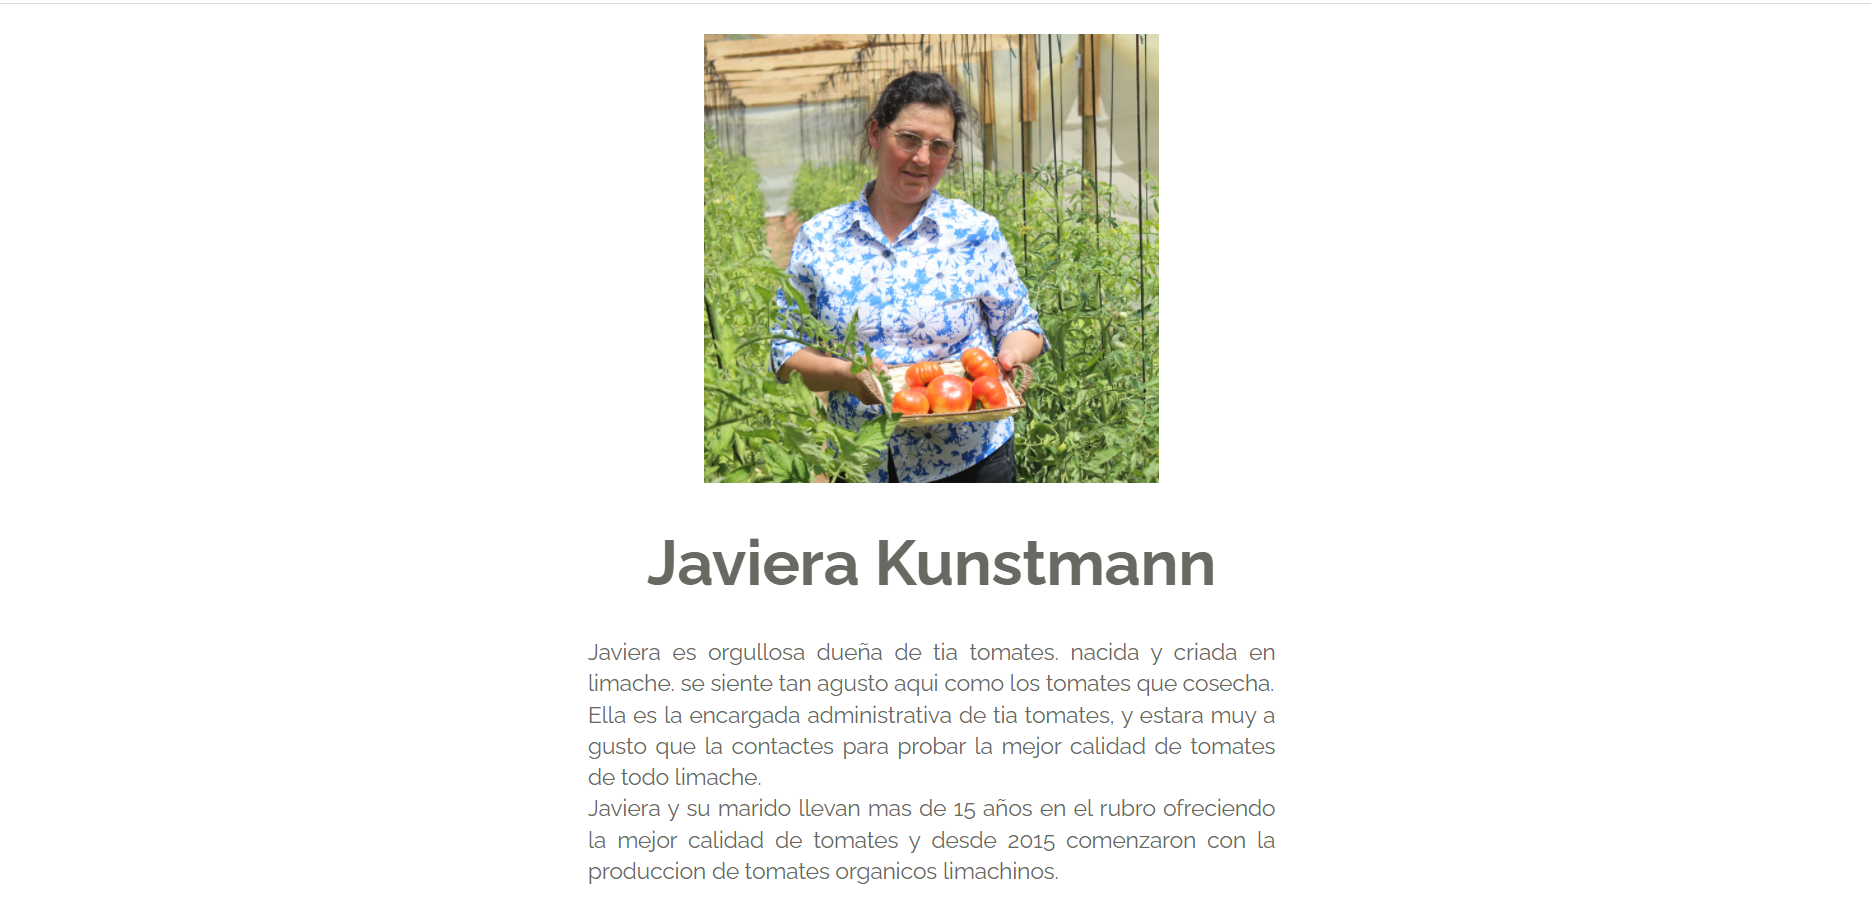 Javiera Kunstmann
Javiera es orgullosa dueña de tia tomates. nacida y criada en
limache. se siente tan agusto aqui como los tomates que cosecha.
Ella es la encargada administrativa de tia tomates, y estara muy a
gusto que la contactes para probar la mejor calidad de tomates
de todo limache.
Javiera y su marido llevan mas de 15 años en el rubro ofreciendo
la mejor calidad de tomates y desde 2015 comenzaron con la
produccion de tomates organicos limachinos.